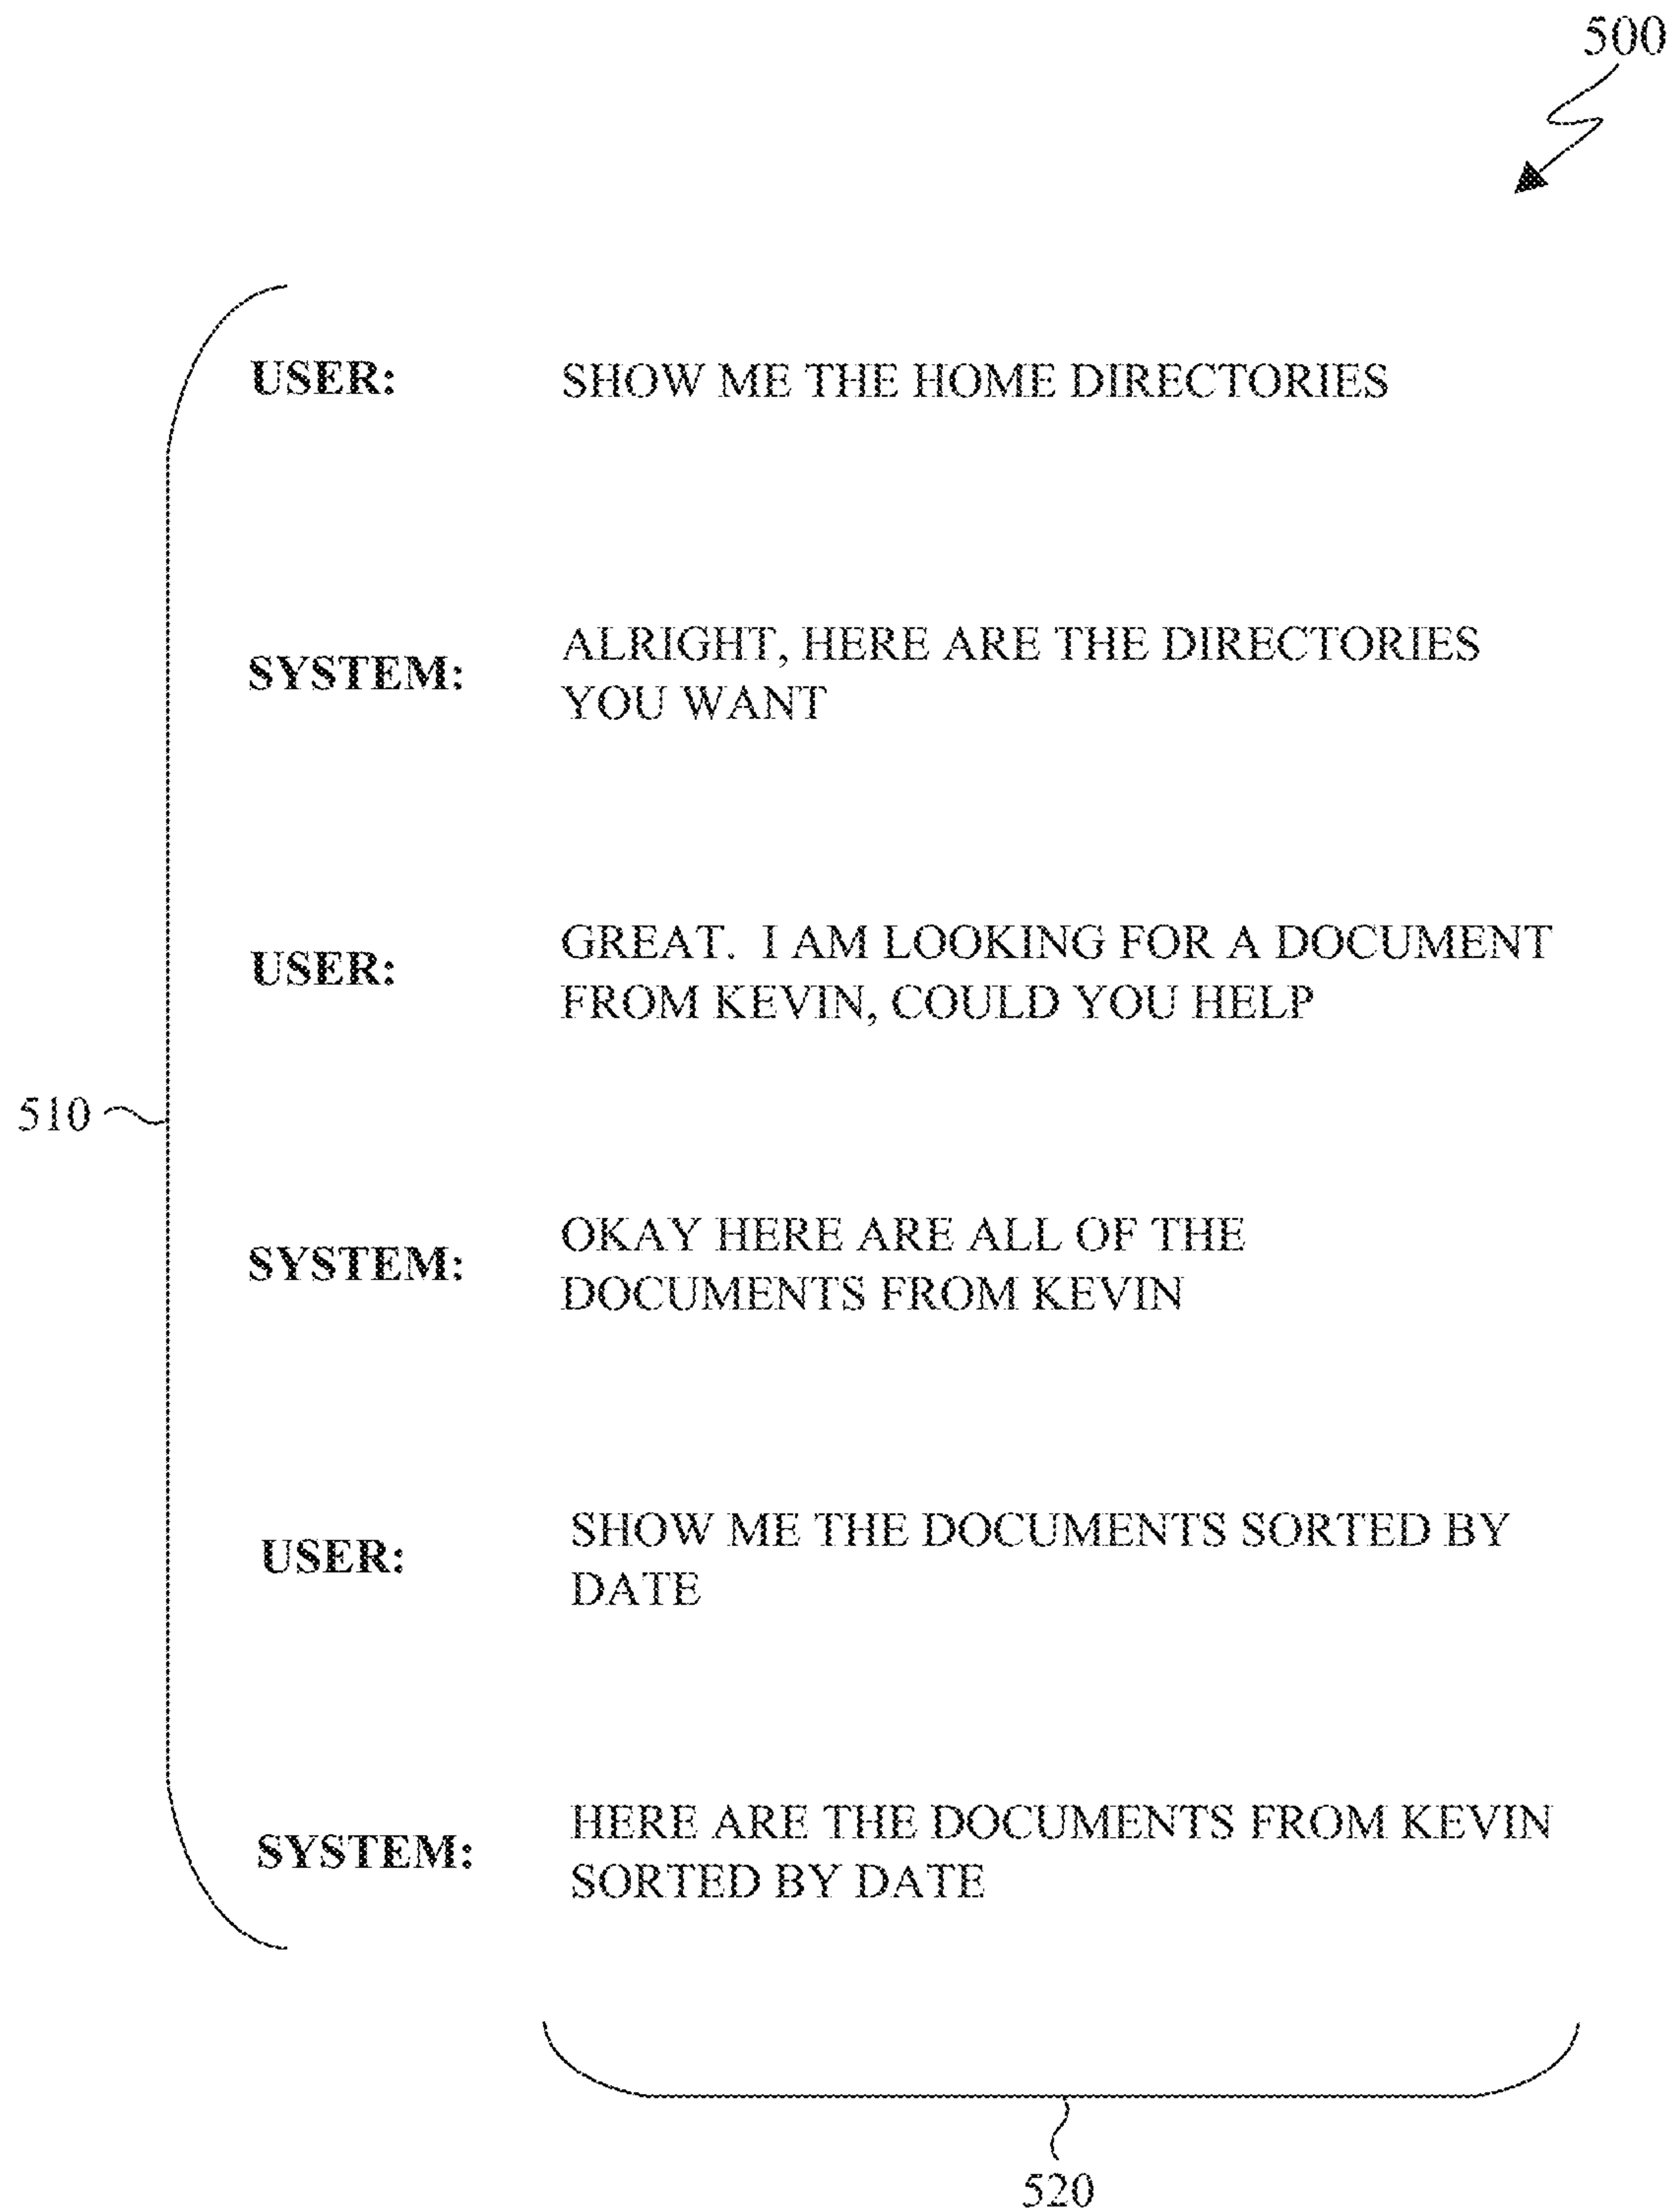 500
USER: SHOW ME THE HOME DIRECTORIES
SYSTEM: ALRIGHT, HERE ARE THE DIRECTORIES
YOU WANT
USER: GREAT. I AM LOOKING FOR A DOCUMENT
FROM KEVIN, COULD YOU HELP
510
SYSTEM: OKAY HERE ARE ALL OF THE
DOCUMENTS FROM KEVIN
USER: SHOW ME THE DOCUMENTS SORTED BY
DATE
SYSTEM: HERE ARE THE DOCUMENTS FROM KEVIN
SORTED BY DATE
520